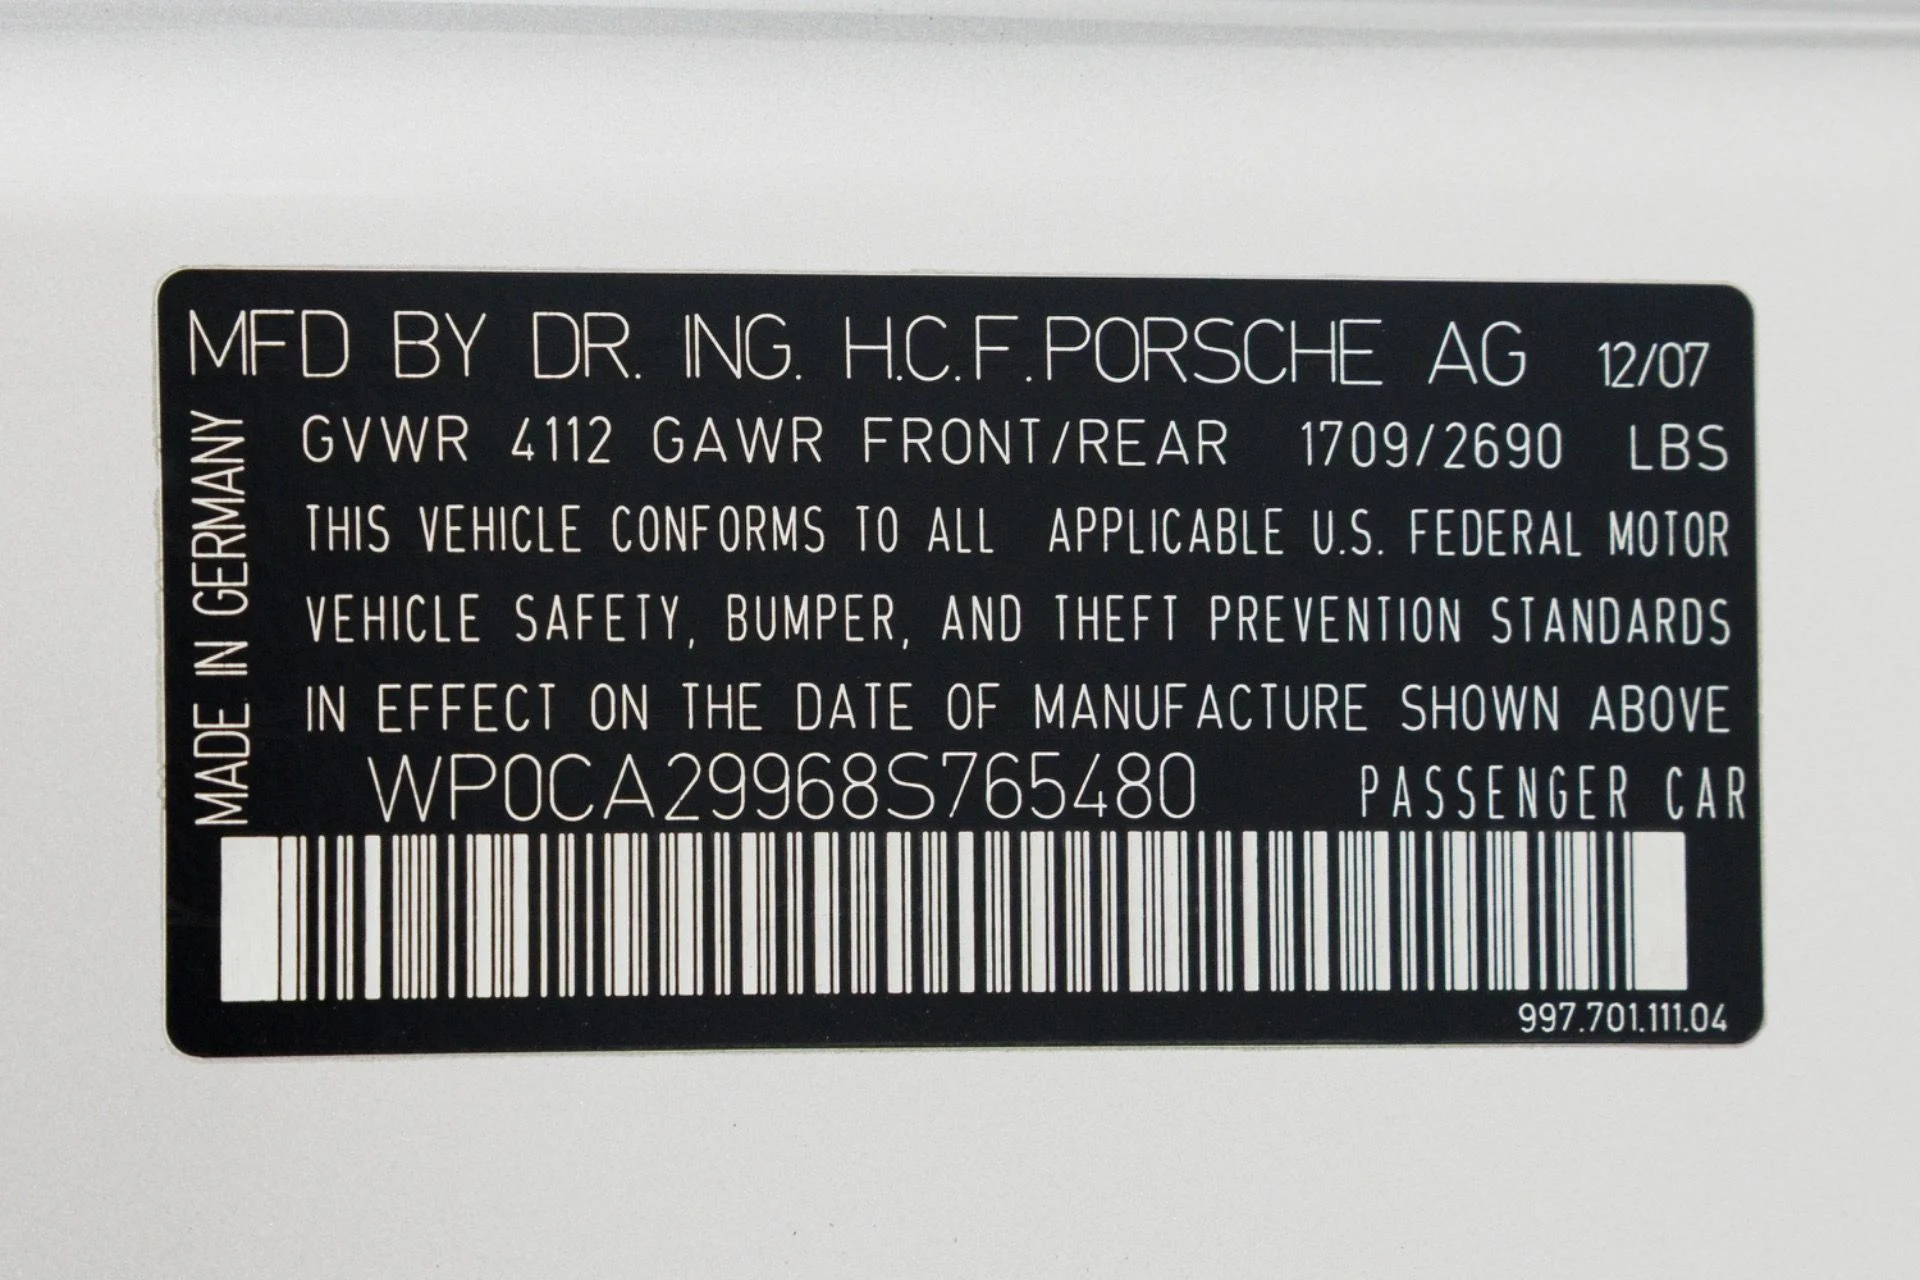 MFD BY DR. ING. H.C.F.PORSCHE AG 12/07
GVWR 4112 GAWR FRONT/REAR 1709/2690 LBS
THIS VEHICLE CONFORMS TO ALL APPLICABLE U.S. FEDERAL MOTOR
VEHICLE SAFETY, BUMPER, AND THEFT PREVENTION STANDARDS
IN EFFECT ON THE DATE OF MANUFACTURE SHOWN ABOVE
WP0CA29968S765480 PASSENGER CAR
MADE IN GERMANY
997.701.111.04